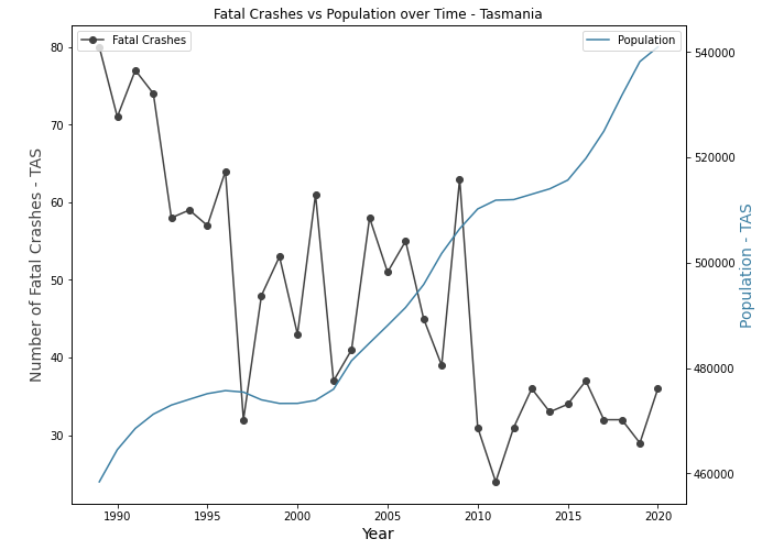 Fatal Crashes vs Population over Time - Tasmania
Fatal Crashes
Population
80
70
60
50
40
30
Number of Fatal Crashes - TAS
540000
520000
500000
480000
460000
Population - TAS
1990 1995 2000 2005 2010 2015 2020
Year